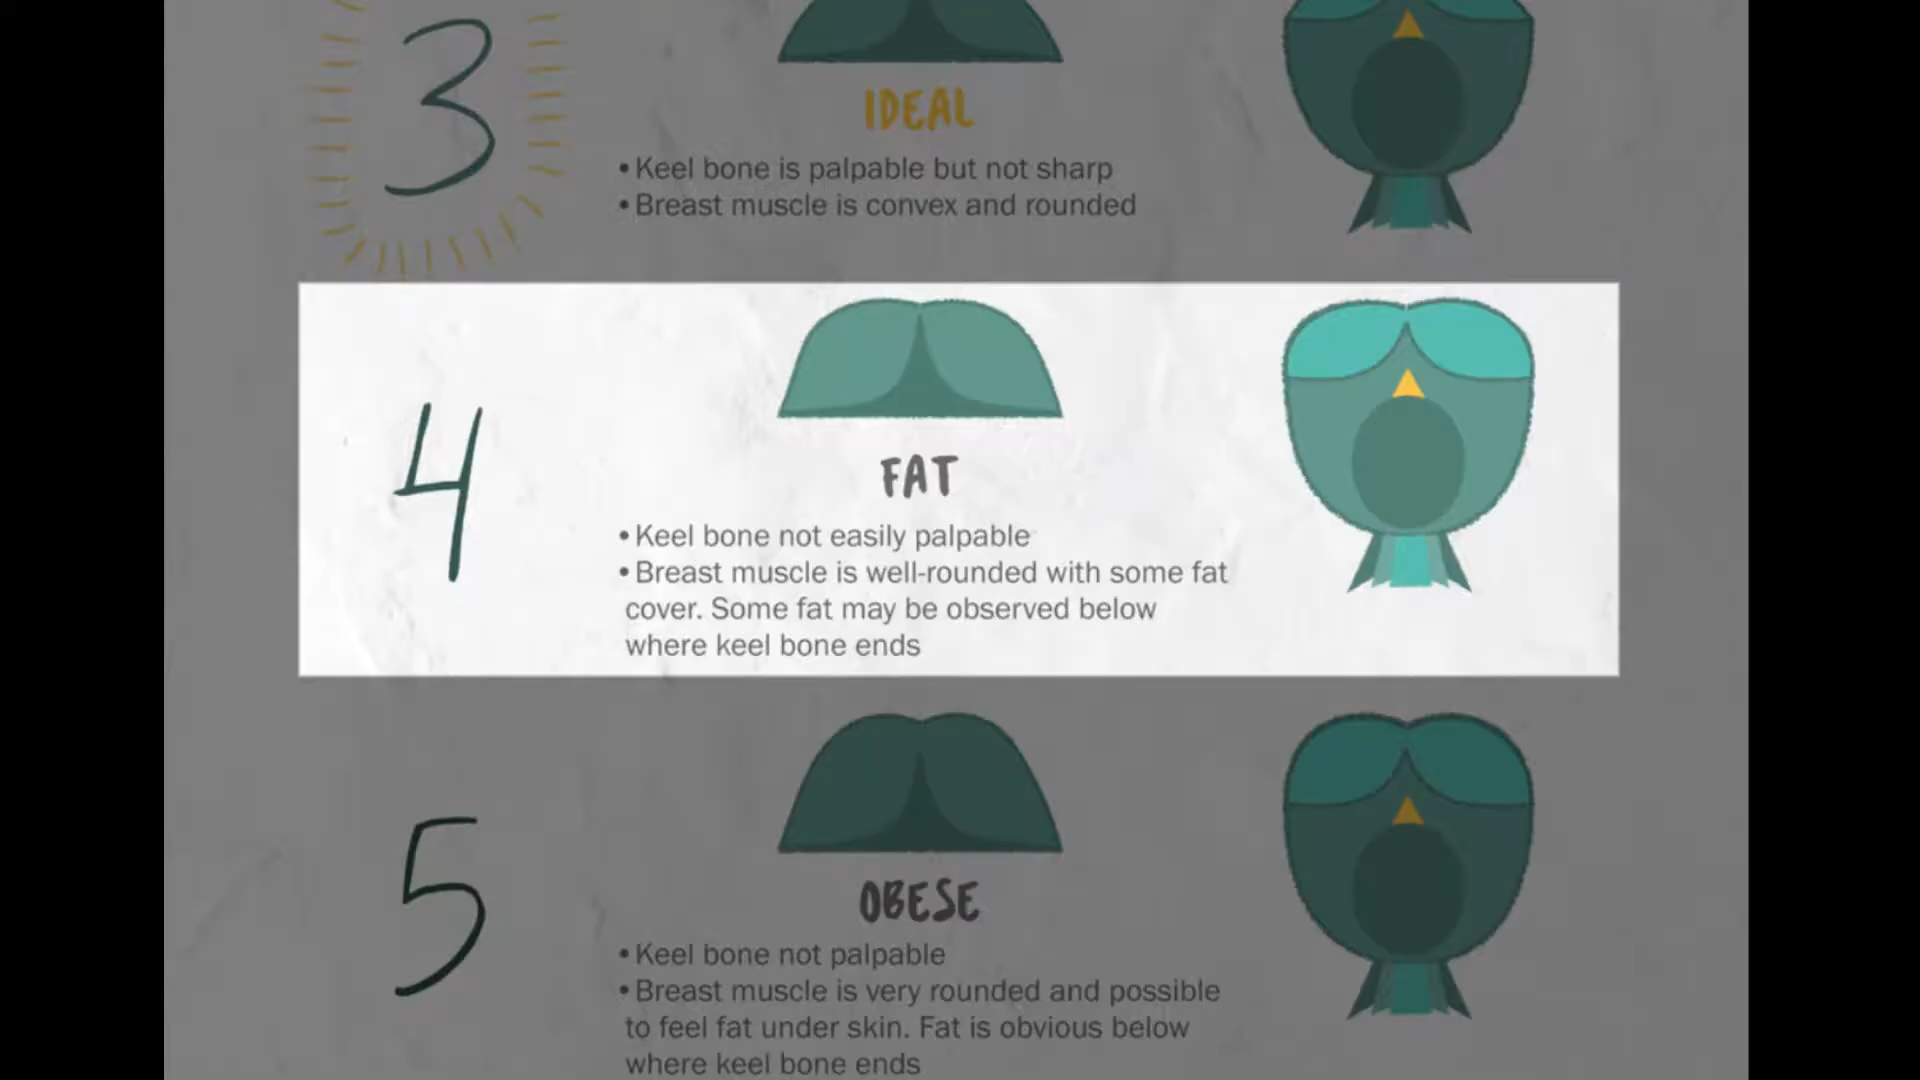 3
IDEAL
• Keel bone is palpable but not sharp
• Breast muscle is convex and rounded
4
FAT
• Keel bone not easily palpable
• Breast muscle is well-rounded with some fat
cover. Some fat may be observed below
where keel bone ends
5
OBESE
• Keel bone not palpable
• Breast muscle is very rounded and possible
to feel fat under skin. Fat is obvious below
where keel bone ends